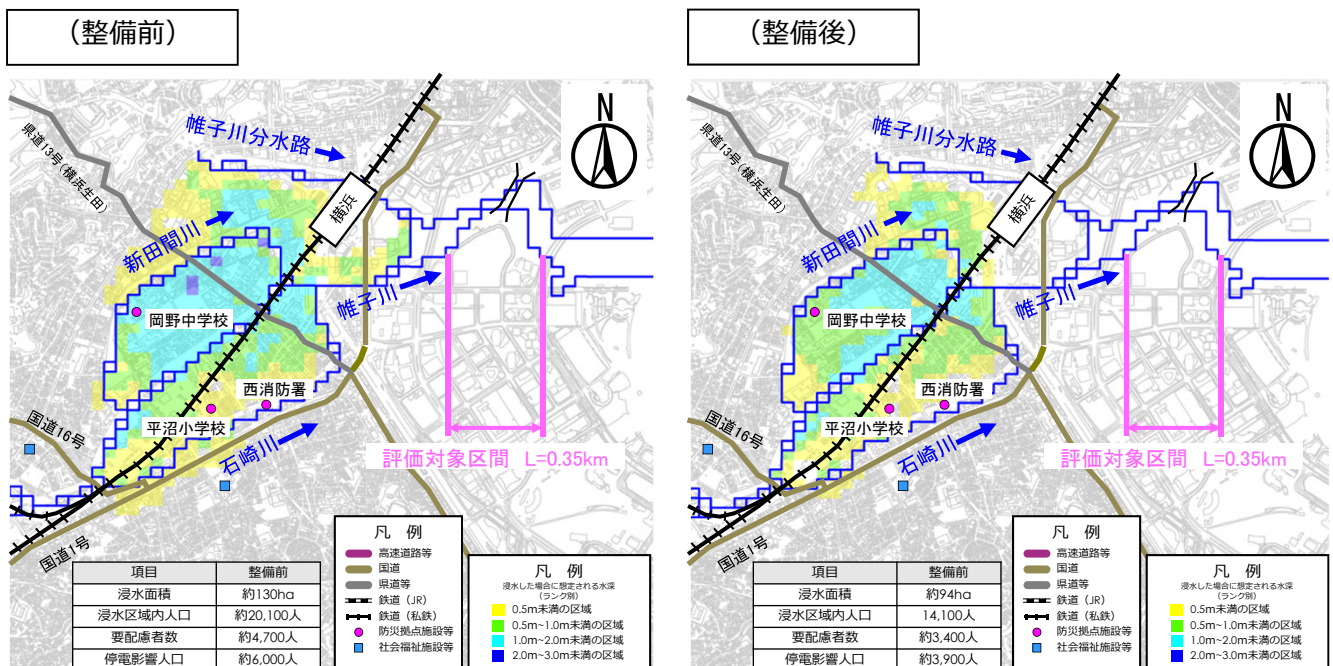 （整備前）
N
県道13号(横浜生田)
帷子川分水路
横浜
新田間川
帷子川
岡野中学校
西消防署
平沼小学校
国道16号
石崎川
評価対象区間 L=0.35km
国道1号
項目 整備前
浸水面積 約130ha
浸水区域内人口 約20,100人
要配慮者数 約4,700人
停電影響人口 約6,000人
凡 例
高速道路等
国道
県道等
鉄道（JR）
鉄道（私鉄）
防災拠点施設等
社会福祉施設等
凡 例
浸水した場合に想定される水深
(ランク別)
0.5m未満の区域
0.5m~1.0m未満の区域
1.0m~2.0m未満の区域
2.0m~3.0m未満の区域
（整備後）
N
県道13号(横浜生田)
帷子川分水路
横浜
新田間川
帷子川
岡野中学校
西消防署
平沼小学校
国道16号
石崎川
評価対象区間 L=0.35km
国道1号
項目 整備前
浸水面積 約94ha
浸水区域内人口 14,100人
要配慮者数 約3,400人
停電影響人口 約3,900人
凡 例
高速道路等
国道
県道等
鉄道（JR）
鉄道（私鉄）
防災拠点施設等
社会福祉施設等
凡 例
浸水した場合に想定される水深
(ランク別)
0.5m未満の区域
0.5m~1.0m未満の区域
1.0m~2.0m未満の区域
2.0m~3.0m未満の区域